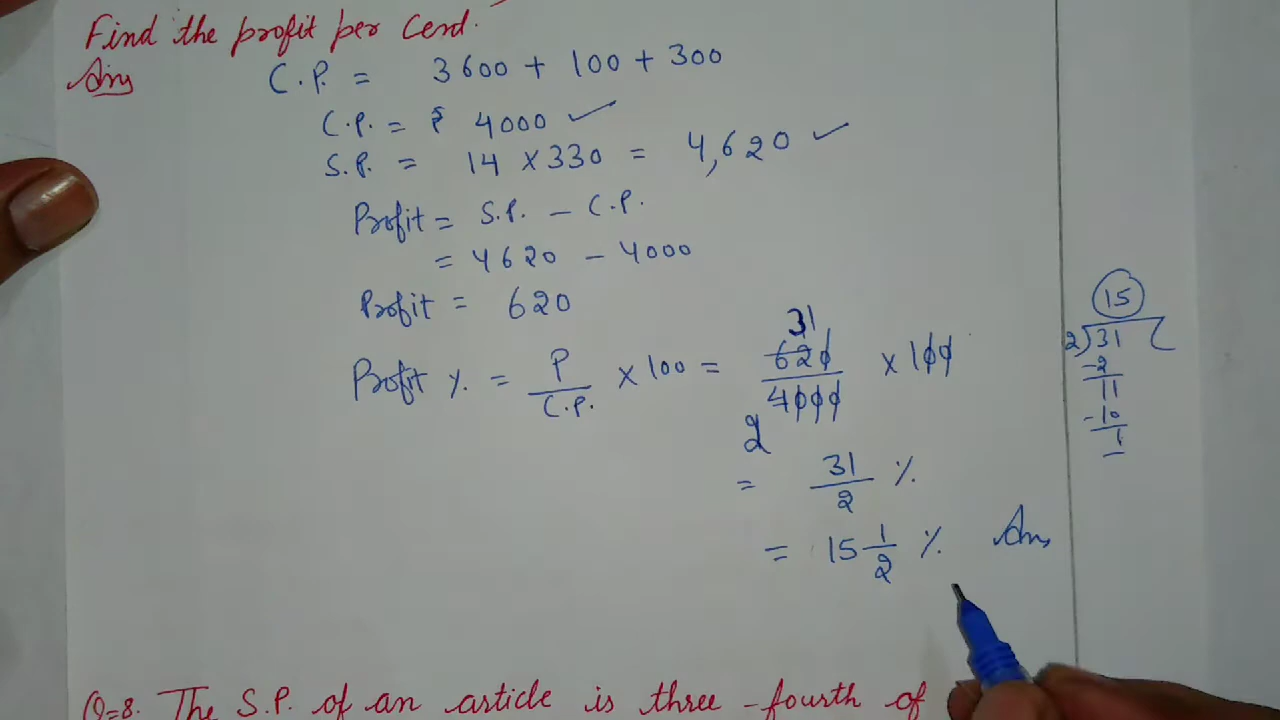 Find the profit per Cent.
Ans
C.P. = 3600 + 100 + 300
C.P. = ₹ 4000 ✓
S.P. = 14 × 330 = 4,620 ✓
Profit = S.P. – C.P.
= 4620 – 4000
Profit = 620
Profit % = P/C.P. × 100 = 620/4000 × 100
31
2
= 31/2 %
= 15 1/2 % Ans
15
2)31(
-2
11
-10
1
Q=8. The S.P. of an article is three-fourth of